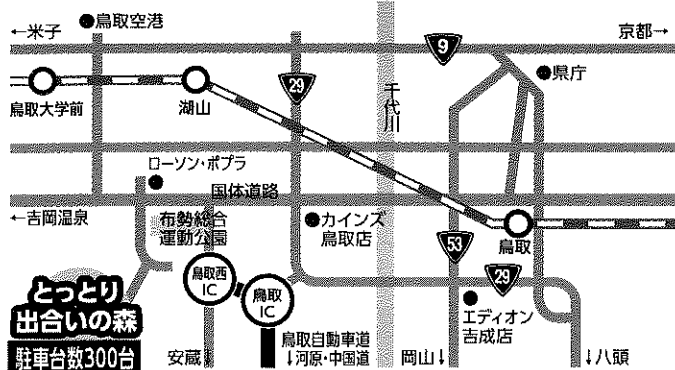 ●鳥取空港
←米子
京都→
9
●県庁
29
千代川
鳥取大学前
湖山
ローソン・ポプラ
国体道路
←吉岡温泉
布勢総合
運動公園
●カインズ
鳥取店
鳥取
53
鳥取西
IC
鳥取
IC
29
とっとり
出合いの森
駐車台数300台
エディオン
吉成店
鳥取自動車道
↓河原・中国道
安蔵↓
岡山↓
↓八頭